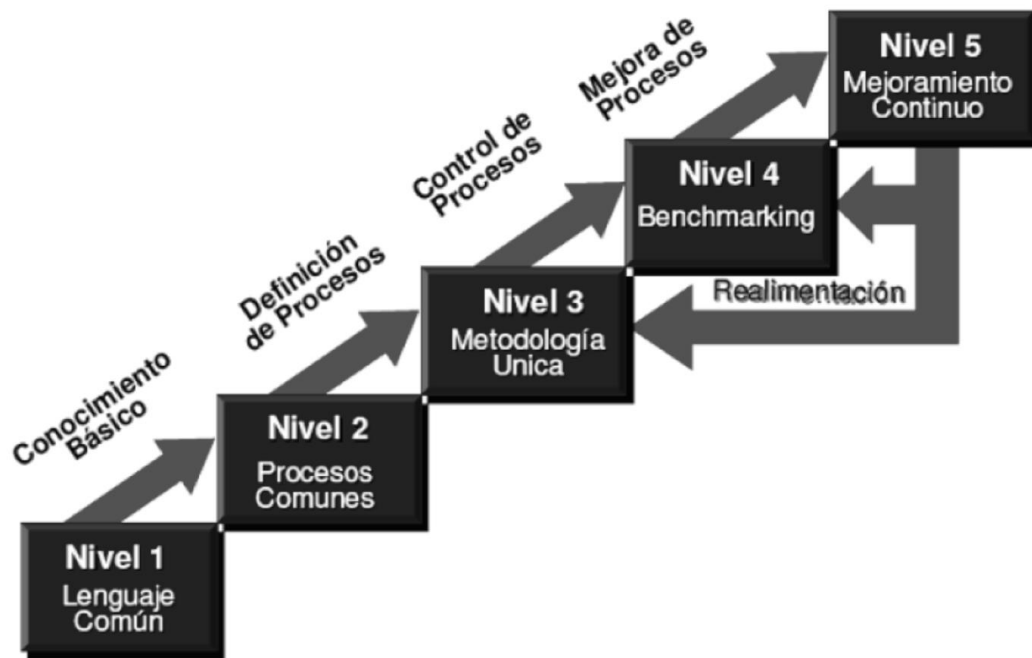 Nivel 5
Mejoramiento
Continuo
Mejora de
Procesos
Nivel 4
Benchmarking
Control de
Procesos
Realimentación
Nivel 3
Metodología
Unica
Definición
de Procesos
Nivel 2
Procesos
Comunes
Conocimiento
Básico
Nivel 1
Lenguaje
Común